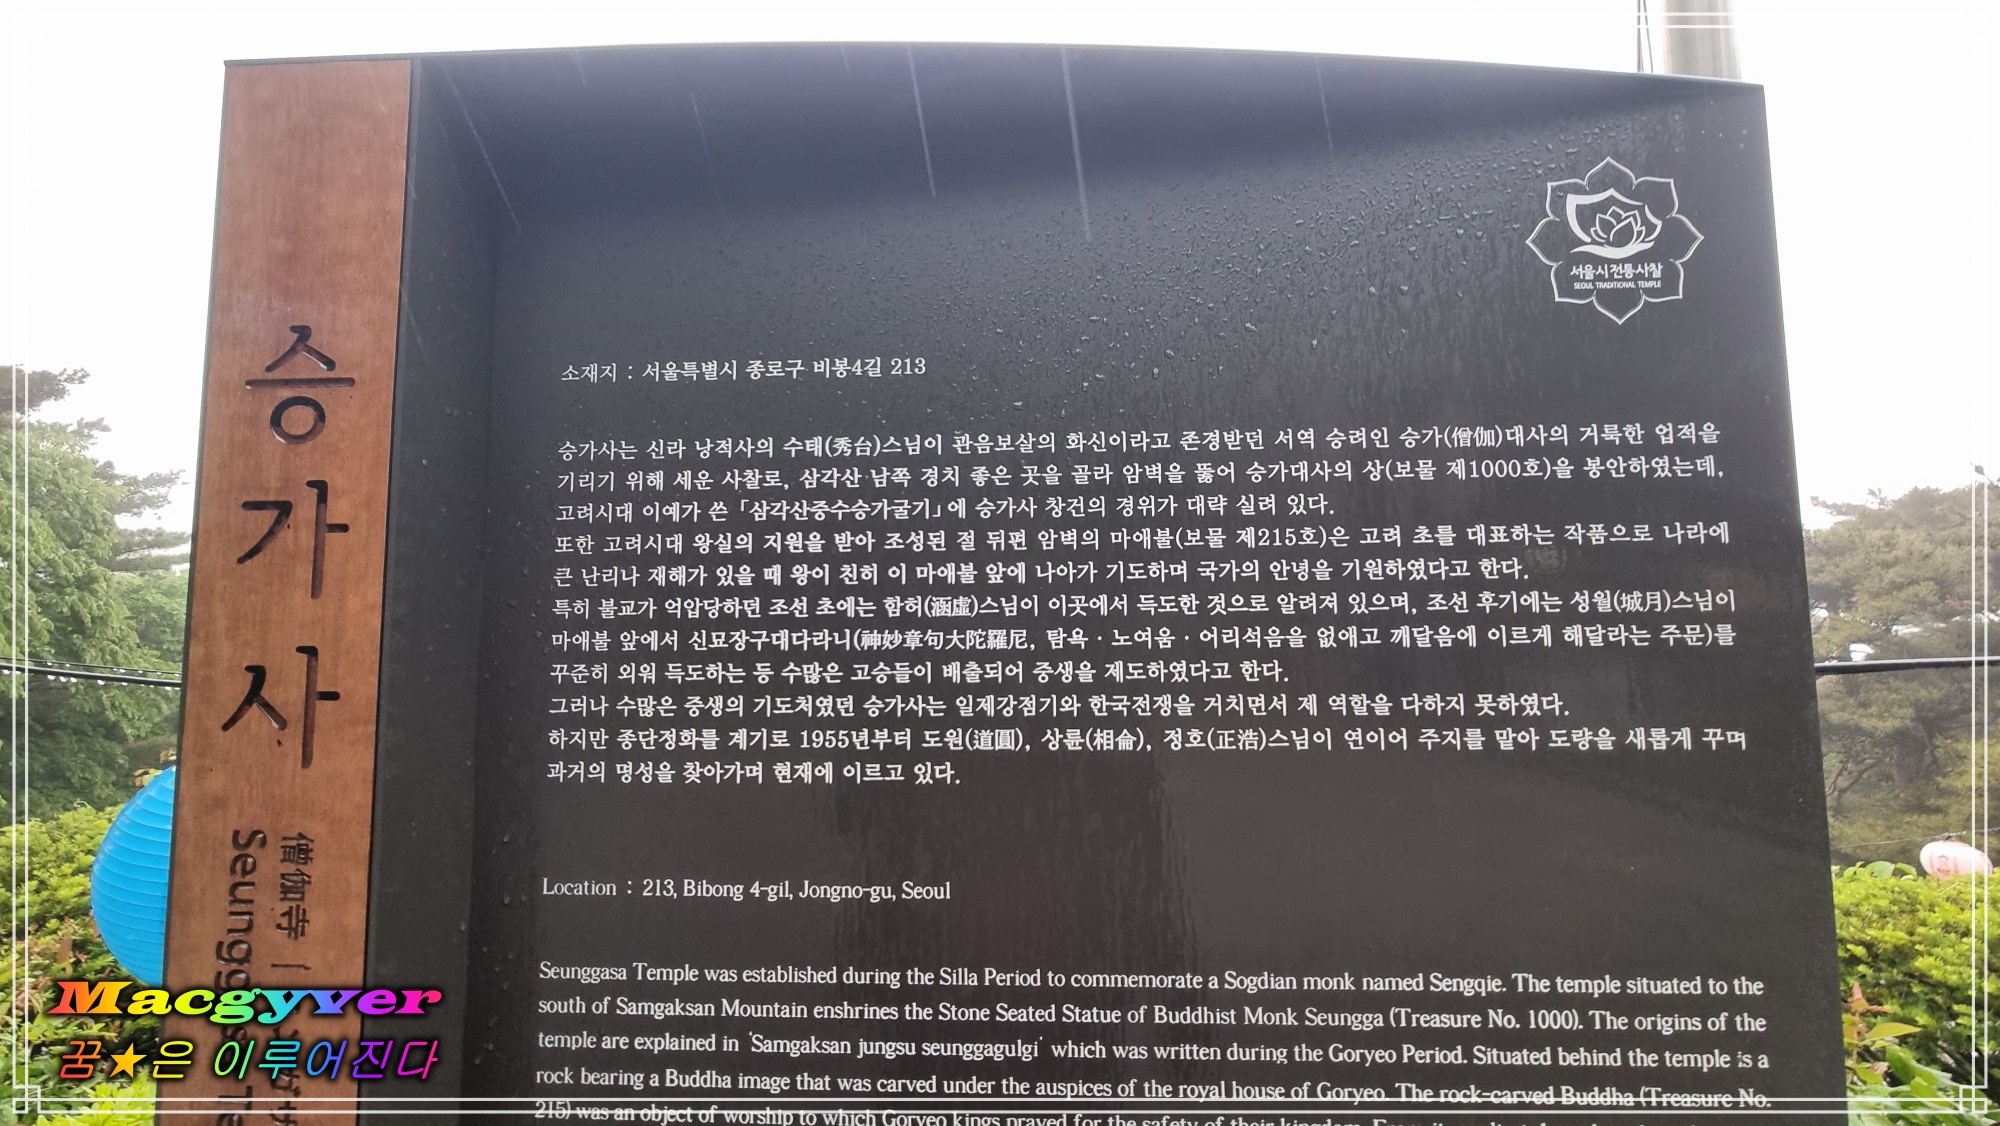 승가사
僧伽寺
서울시 전통사찰
SEOUL TRADITIONAL TEMPLE
소재지 : 서울특별시 종로구 비봉4길 213
승가사는 신라 낭적사의 수태(秀台)스님이 관음보살의 화신이라고 존경받던 서역 승려인 승가(僧伽)대사의 거룩한 업적을
기리기 위해 세운 사찰로, 삼각산 남쪽 경치 좋은 곳을 골라 암벽을 뚫어 승가대사의 상(보물 제1000호)을 봉안하였는데,
고려시대 이예가 쓴 「삼각산중수승가굴기」에 승가사 창건의 경위가 대략 실려 있다.
또한 고려시대 왕실의 지원을 받아 조성된 절 뒤편 암벽의 마애불(보물 제215호)은 고려 초를 대표하는 작품으로 나라에
큰 난리나 재해가 있을 때 왕이 친히 이 마애불 앞에 나아가 기도하며 국가의 안녕을 기원하였다고 한다.
특히 불교가 억압당하던 조선 초에는 함허(涵虛)스님이 이곳에서 득도한 것으로 알려져 있으며, 조선 후기에는 성월(城月)스님이
마애불 앞에서 신묘장구대다라니(神妙章句大陀羅尼, 탐욕 · 노여움 · 어리석음을 없애고 깨달음에 이르게 해달라는 주문)를
꾸준히 외워 득도하는 등 수많은 고승들이 배출되어 중생을 제도하였다고 한다.
그러나 수많은 중생의 기도처였던 승가사는 일제강점기와 한국전쟁을 거치면서 제 역할을 다하지 못하였다.
하지만 종단정화를 계기로 1955년부터 도원(道圓), 상륜(相侖), 정호(正浩)스님이 연이어 주지를 맡아 도량을 새롭게 꾸며
과거의 명성을 찾아가며 현재에 이르고 있다.
Location : 213, Bibong 4-gil, Jongno-gu, Seoul
Seunggasa Temple was established during the Silla Period to commemorate a Sogdian monk named Sengqie. The temple situated to the
south of Samgaksan Mountain enshrines the Stone Seated Statue of Buddhist Monk Seungga (Treasure No. 1000). The origins of the
temple are explained in 'Samgaksan jungsu seunggagulgi' which was written during the Goryeo Period. Situated behind the temple is a
rock bearing a Buddha image that was carved under the auspices of the royal house of Goryeo. The rock-carved Buddha (Treasure No.
215) was an object of worship to which Goryeo kings prayed for the safety of their kingdom.
Macgyver
꿈★은 이루어진다